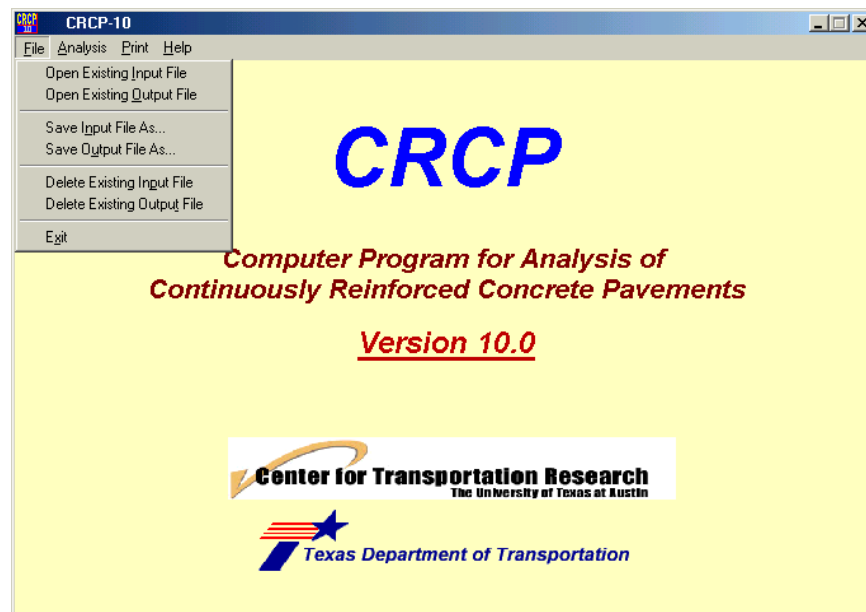 CRCP III
CRCP-10
File Analysis Print Help
Open Existing Input File
Open Existing Output File
Save Input File As...
Save Output File As...
Delete Existing Input File
Delete Existing Output File
Exit
CRCP
Computer Program for Analysis of
Continuously Reinforced Concrete Pavements
Version 10.0
Center for Transportation Research
The University of Texas at Austin
Texas Department of Transportation